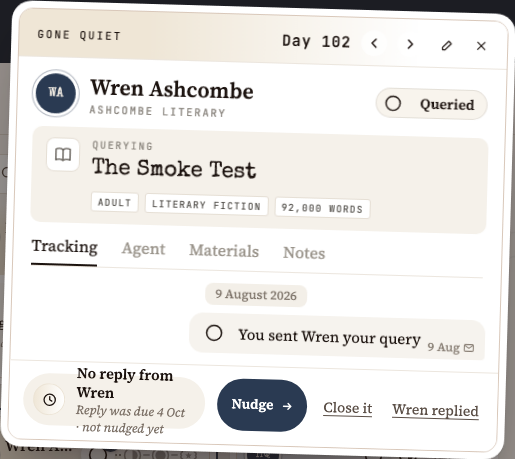 GONE QUIET
Day 102
WA
Wren Ashcombe
ASHCOMBE LITERARY
Queried
QUERYING
The Smoke Test
ADULT
LITERARY FICTION
92,000 WORDS
Tracking
Agent
Materials
Notes
9 August 2026
You sent Wren your query
9 Aug
No reply from
Wren
Reply was due 4 Oct
· not nudged yet
Nudge →
Close it
Wren replied